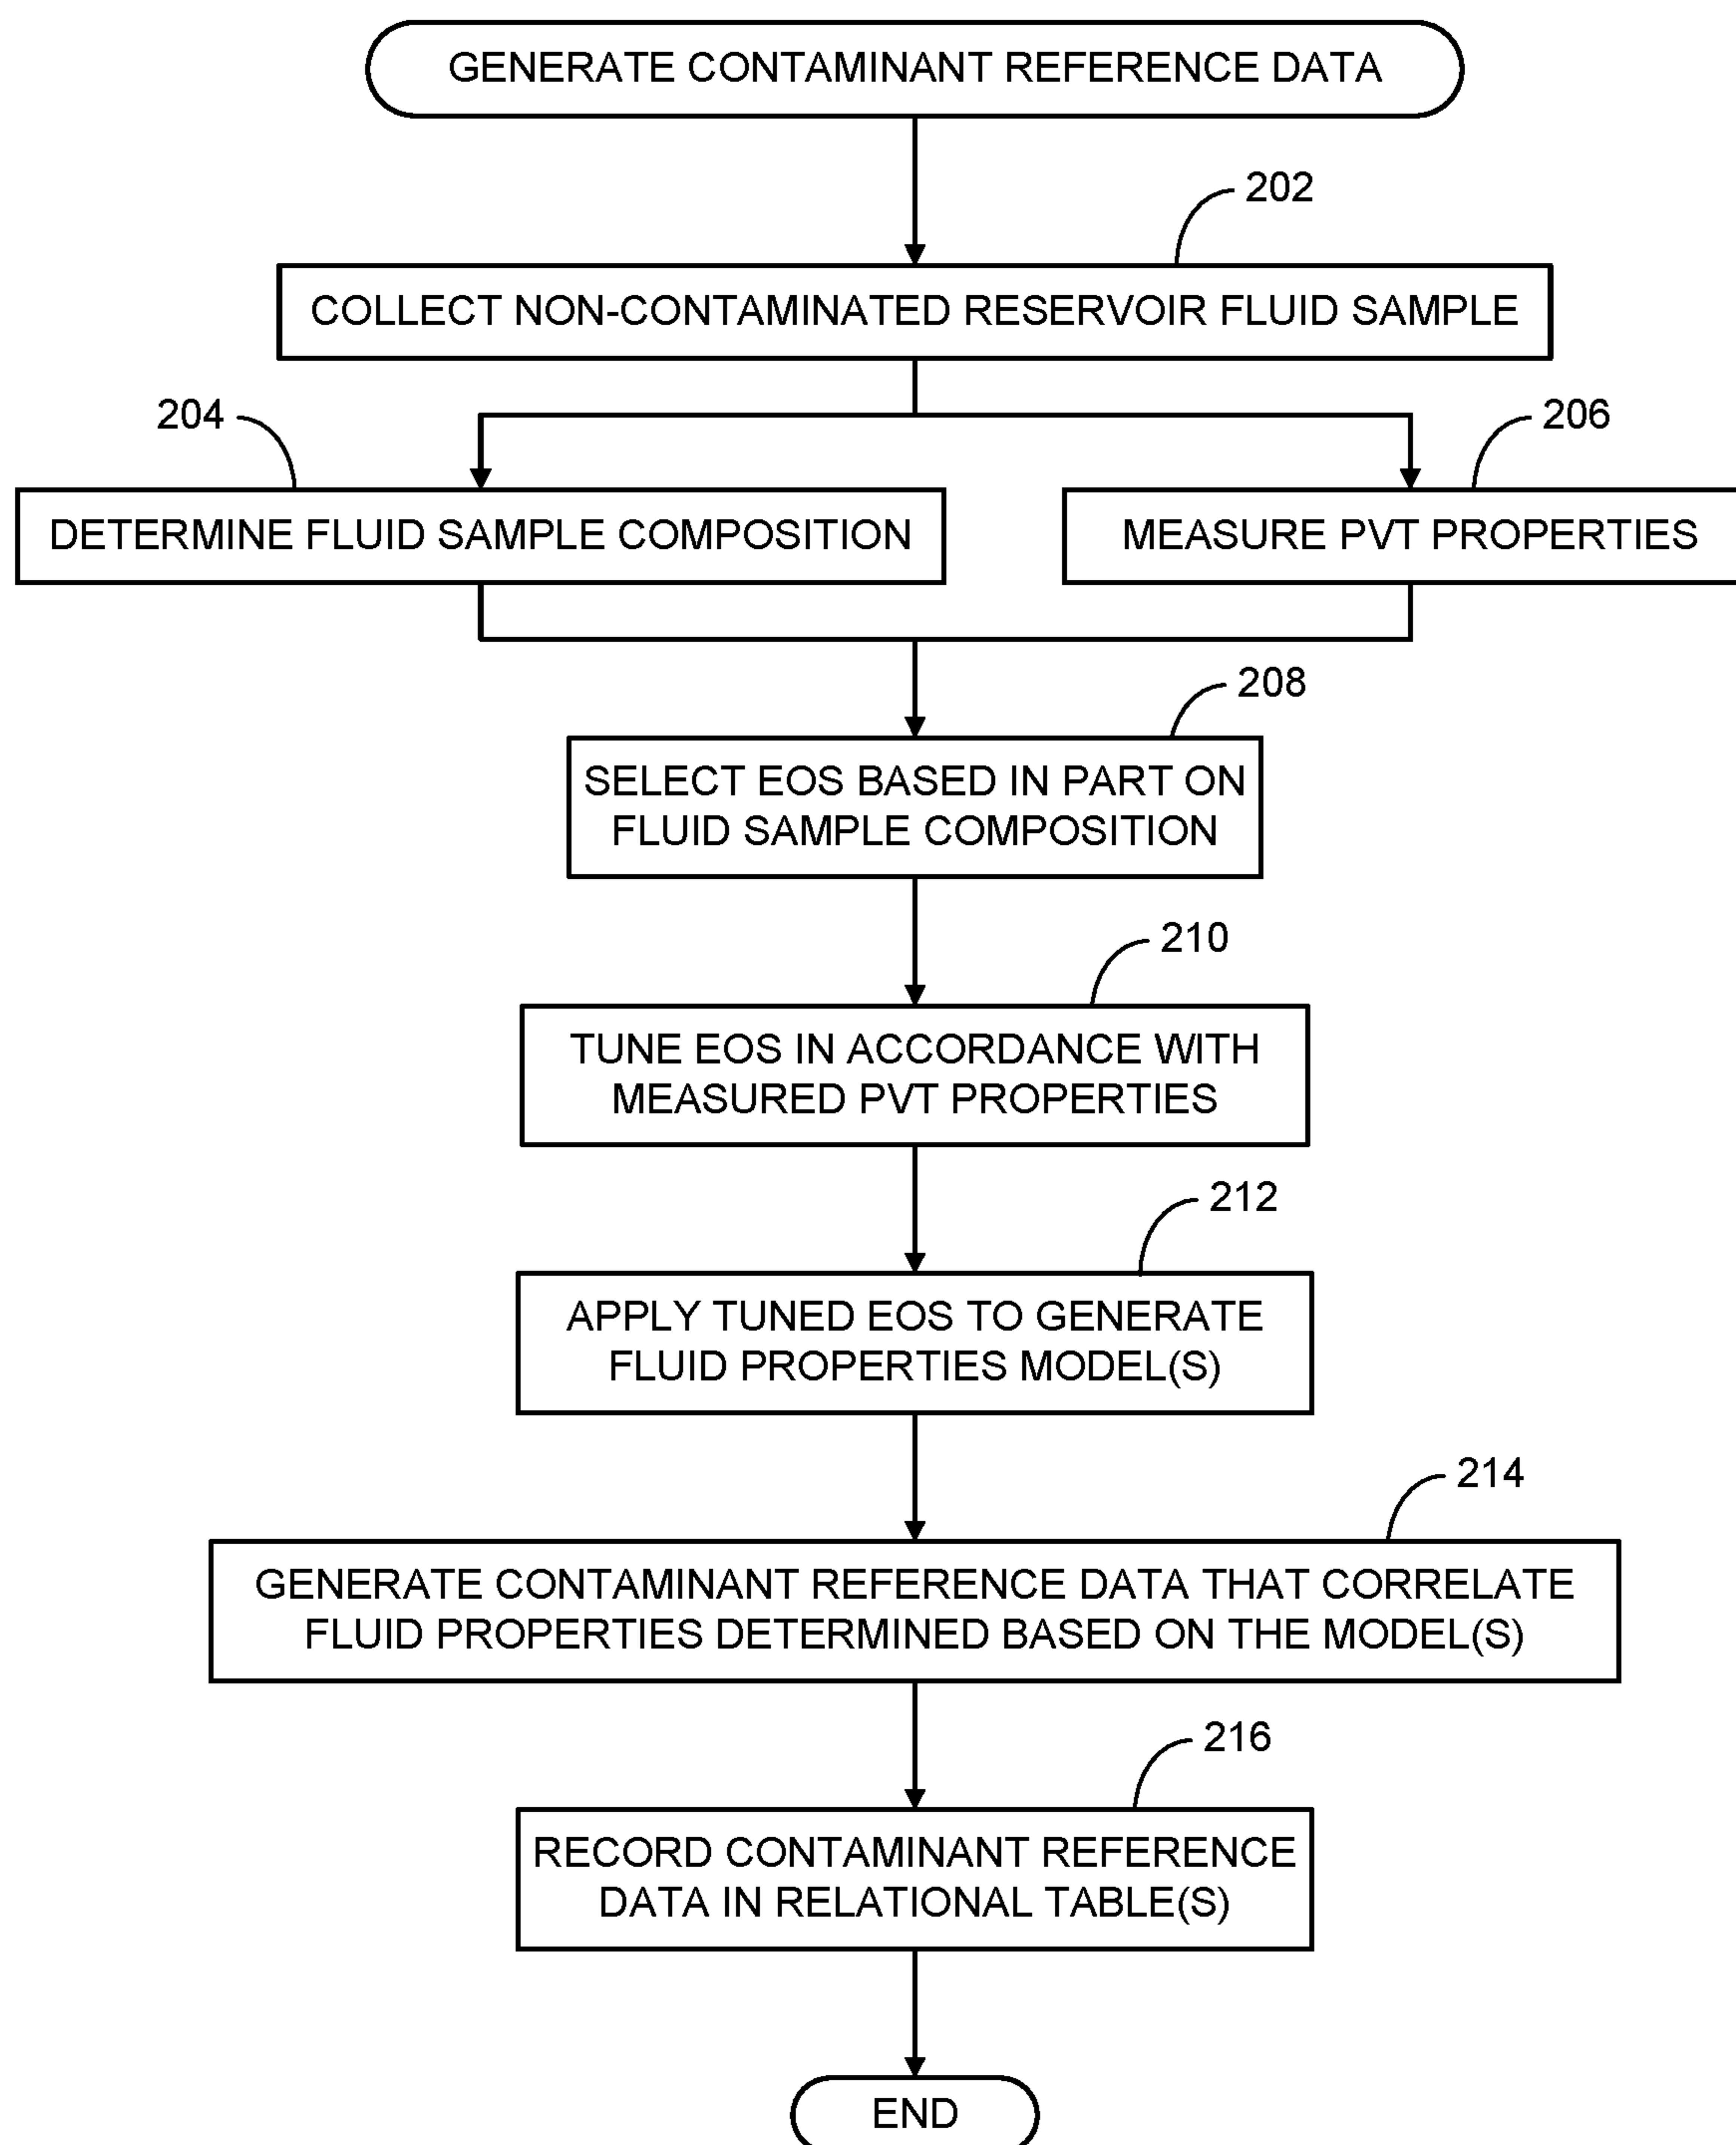 GENERATE CONTAMINANT REFERENCE DATA
202
COLLECT NON-CONTAMINATED RESERVOIR FLUID SAMPLE
204
206
DETERMINE FLUID SAMPLE COMPOSITION
MEASURE PVT PROPERTIES
208
SELECT EOS BASED IN PART ON
FLUID SAMPLE COMPOSITION
210
TUNE EOS IN ACCORDANCE WITH
MEASURED PVT PROPERTIES
212
APPLY TUNED EOS TO GENERATE
FLUID PROPERTIES MODEL(S)
214
GENERATE CONTAMINANT REFERENCE DATA THAT CORRELATE
FLUID PROPERTIES DETERMINED BASED ON THE MODEL(S)
216
RECORD CONTAMINANT REFERENCE
DATA IN RELATIONAL TABLE(S)
END